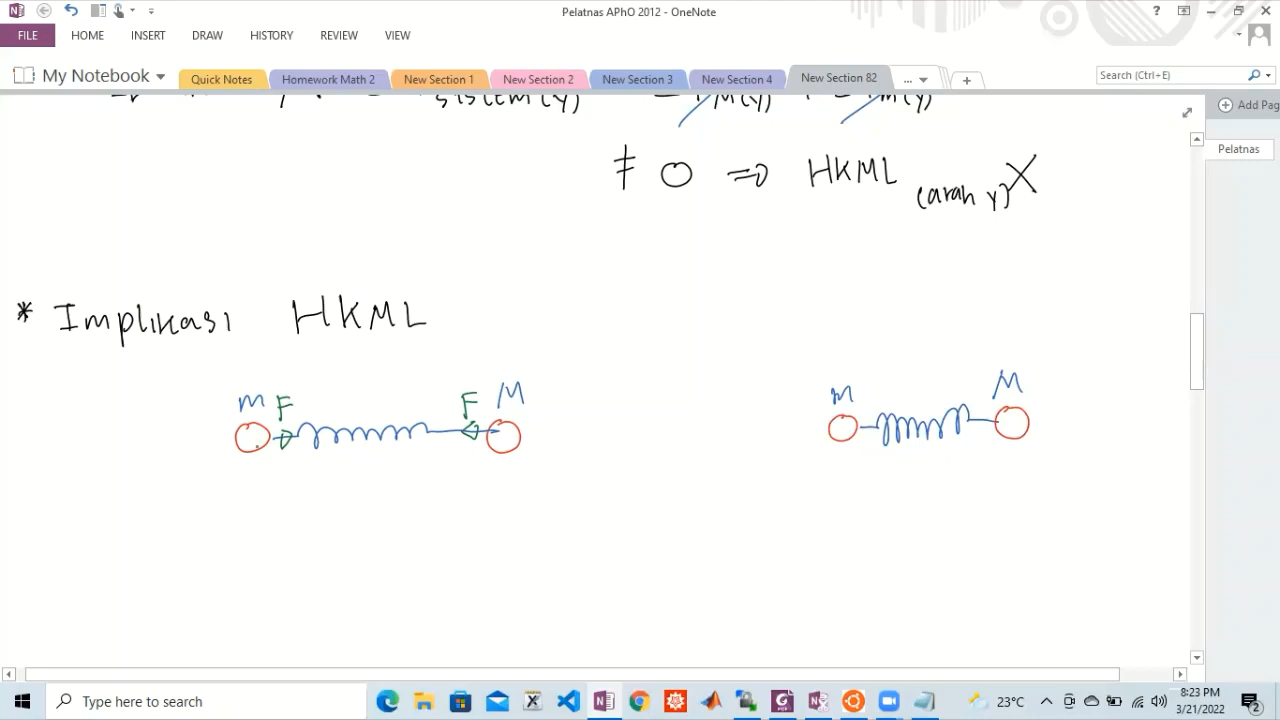 Pelatnas APhO 2012 - OneNote
?
FILE HOME INSERT DRAW HISTORY REVIEW VIEW
My Notebook Quick Notes Homework Math 2 New Section 1 New Section 2 New Section 3 New Section 4 New Section 82 ... + Search (Ctrl+E)
Add Pag
Pelatnas
sistem(y)
≠ 0 ⇒ HKML (arah y) X
* Implikasi HKML
m F F M
m M
Type here to search 23°C 8:23 PM
3/21/2022
2